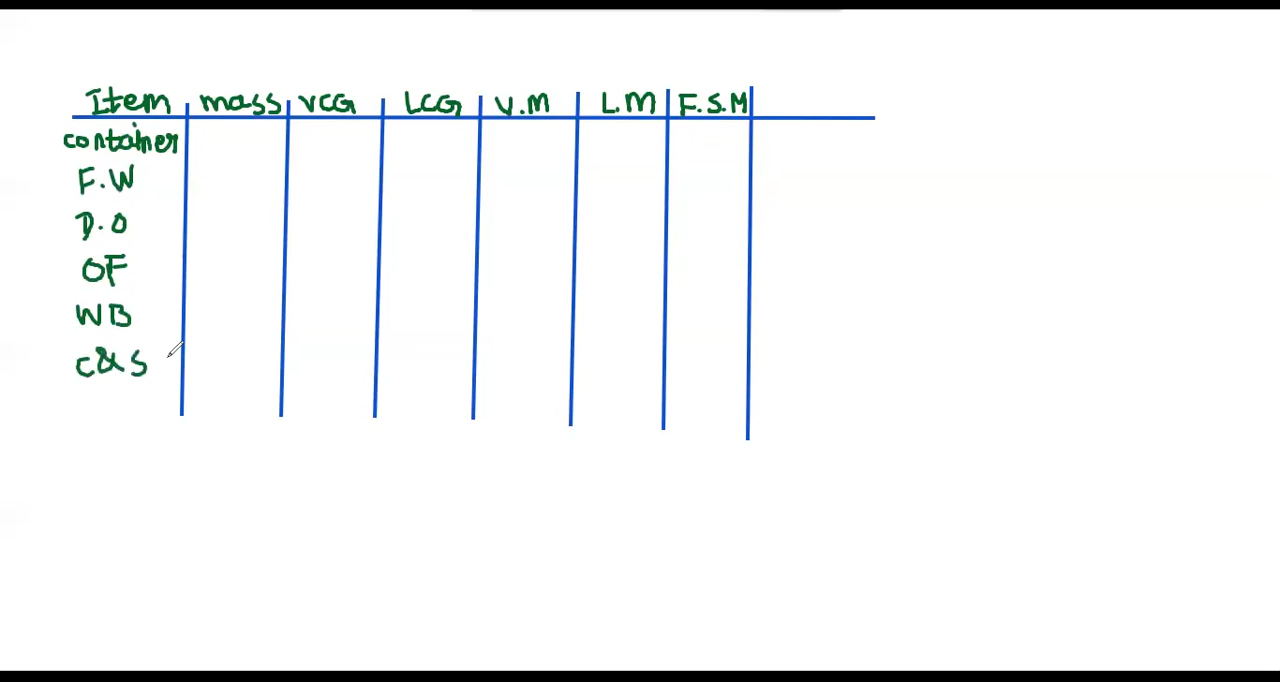 Item mass VCG LCG V.M L.M F.S.M
container
F.W
D.O
OF
WB
C&S